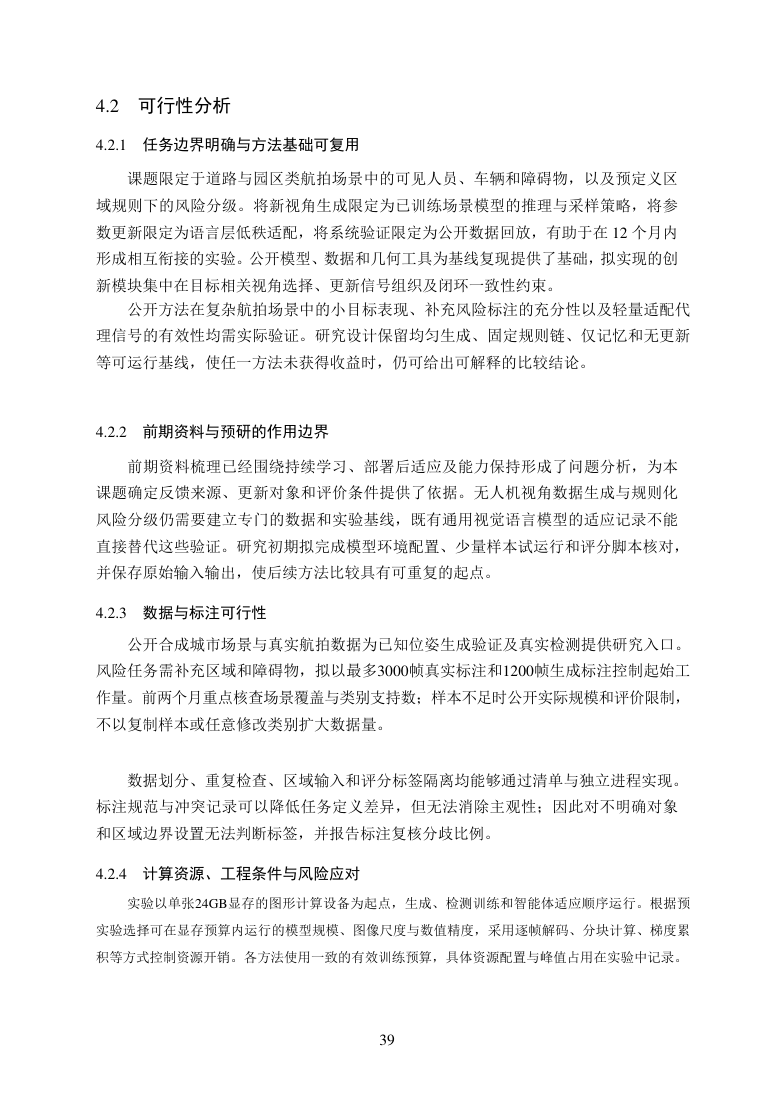 4.2 可行性分析
4.2.1 任务边界明确与方法基础可复用
课题限定于道路与园区类航拍场景中的可见人员、车辆和障碍物，以及预定义区
域规则下的风险分级。将新视角生成限定为已训练场景模型的推理与采样策略，将参
数更新限定为语言层低秩适配，将系统验证限定为公开数据回放，有助于在 12 个月内
形成相互衔接的实验。公开模型、数据和几何工具为基线复现提供了基础，拟实现的创
新模块集中在目标相关视角选择、更新信号组织及闭环一致性约束。
公开方法在复杂航拍场景中的小目标表现、补充风险标注的充分性以及轻量适配代
理信号的有效性均需实际验证。研究设计保留均匀生成、固定规则链、仅记忆和无更新
等可运行基线，使任一方法未获得收益时，仍可给出可解释的比较结论。
4.2.2 前期资料与预研的作用边界
前期资料梳理已经围绕持续学习、部署后适应及能力保持形成了问题分析，为本
课题确定反馈来源、更新对象和评价条件提供了依据。无人机视角数据生成与规则化
风险分级仍需要建立专门的数据和实验基线，既有通用视觉语言模型的适应记录不能
直接替代这些验证。研究初期拟完成模型环境配置、少量样本试运行和评分脚本核对，
并保存原始输入输出，使后续方法比较具有可重复的起点。
4.2.3 数据与标注可行性
公开合成城市场景与真实航拍数据为已知位姿生成验证及真实检测提供研究入口。
风险任务需补充区域和障碍物，拟以最多3000帧真实标注和1200帧生成标注控制起始工
作量。前两个月重点核查场景覆盖与类别支持数；样本不足时公开实际规模和评价限制，
不以复制样本或任意修改类别扩大数据量。
数据划分、重复检查、区域输入和评分标签隔离均能够通过清单与独立进程实现。
标注规范与冲突记录可以降低任务定义差异，但无法消除主观性；因此对不明确对象
和区域边界设置无法判断标签，并报告标注复核分歧比例。
4.2.4 计算资源、工程条件与风险应对
实验以单张24GB显存的图形计算设备为起点，生成、检测训练和智能体适应顺序运行。根据预
实验选择可在显存预算内运行的模型规模、图像尺度与数值精度，采用逐帧解码、分块计算、梯度累
积等方式控制资源开销。各方法使用一致的有效训练预算，具体资源配置与峰值占用在实验中记录。
39